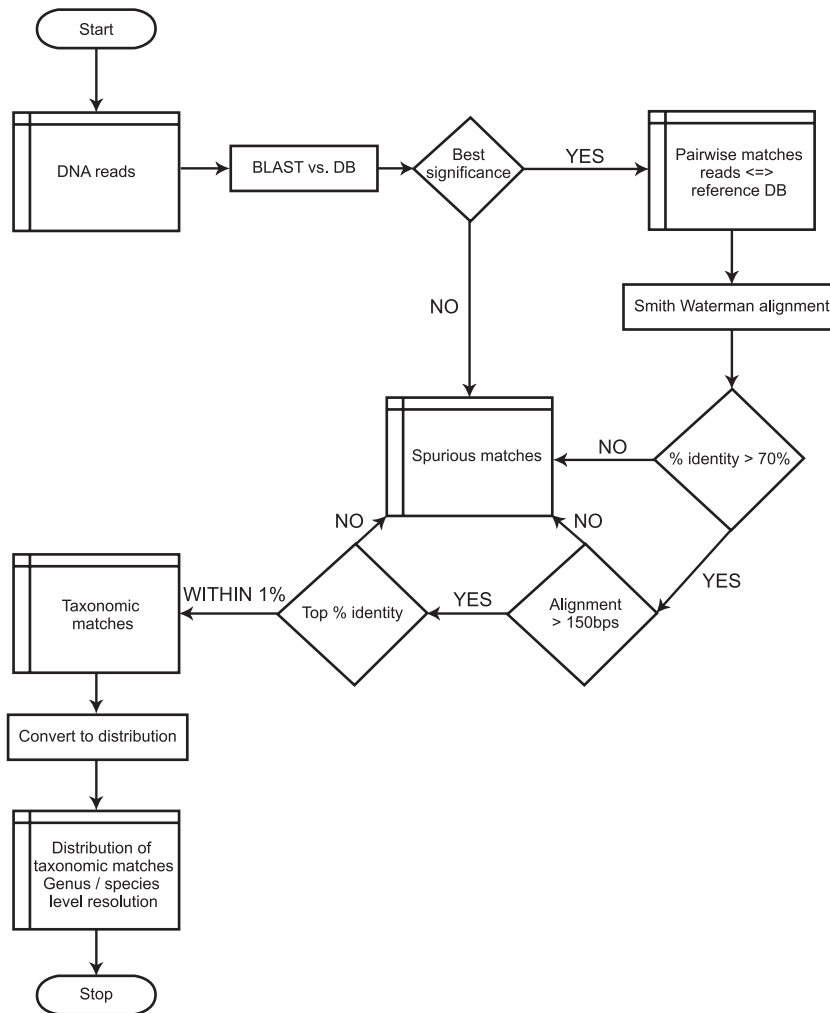 Start
DNA reads
BLAST vs. DB
Best
significance
YES
Pairwise matches
reads <=>
reference DB
NO
Smith Waterman alignment
% identity > 70%
NO
Spurious matches
YES
NO
NO
Alignment
> 150bps
YES
Top % identity
WITHIN 1%
Taxonomic
matches
Convert to distribution
Distribution of
taxonomic matches
Genus / species
level resolution
Stop